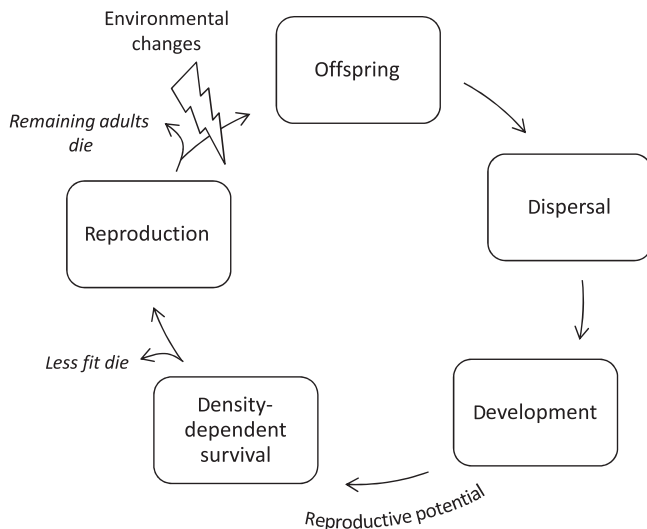 Environmental
changes
Offspring
Remaining adults
die
Dispersal
Reproduction
Less fit die
Development
Density-
dependent
survival
Reproductive potential